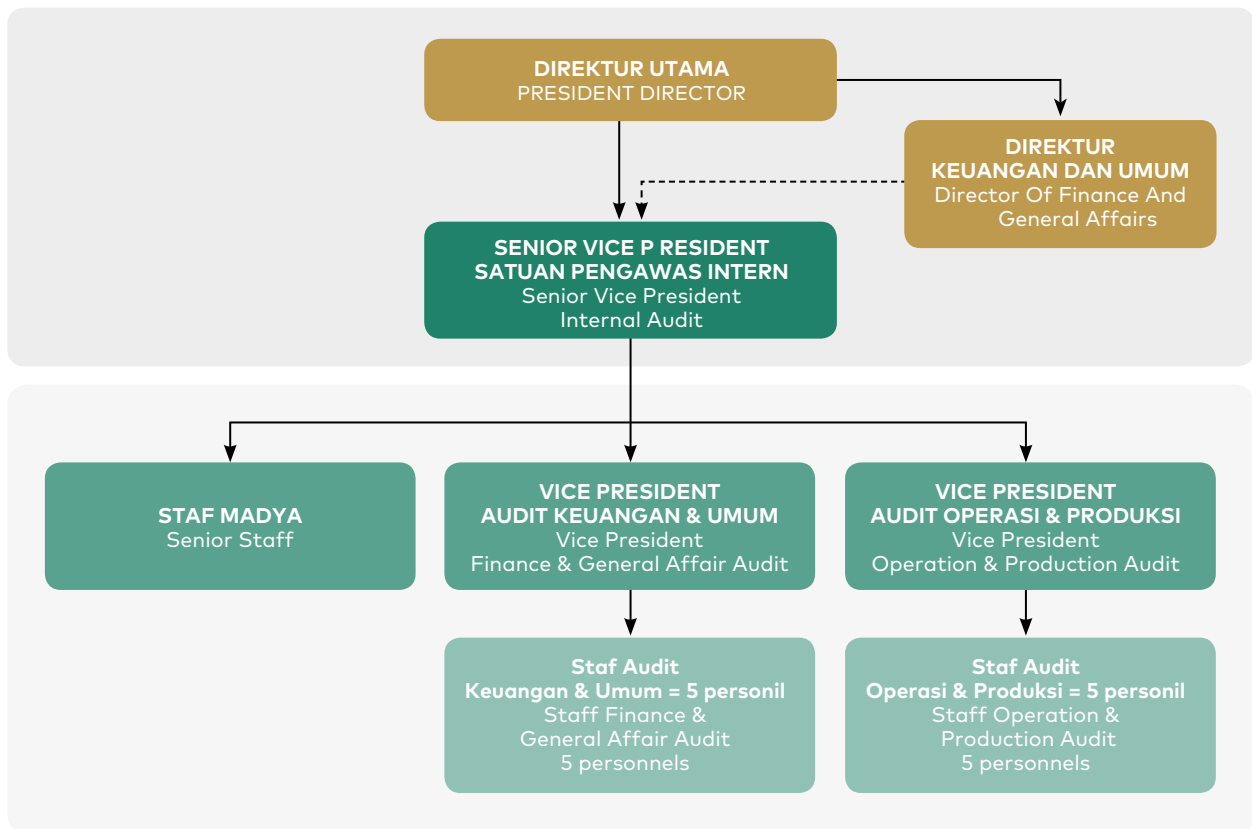 DIREKTUR UTAMA
PRESIDENT DIRECTOR
DIREKTUR
KEUANGAN DAN UMUM
Director Of Finance And
General Affairs
SENIOR VICE P RESIDENT
SATUAN PENGAWAS INTERN
Senior Vice President
Internal Audit
STAF MADYA
Senior Staff
VICE PRESIDENT
AUDIT KEUANGAN & UMUM
Vice President
Finance & General Affair Audit
VICE PRESIDENT
AUDIT OPERASI & PRODUKSI
Vice President
Operation & Production Audit
Staf Audit
Keuangan & Umum = 5 personil
Staff Finance &
General Affair Audit
5 personnels
Staf Audit
Operasi & Produksi = 5 personil
Staff Operation &
Production Audit
5 personnels